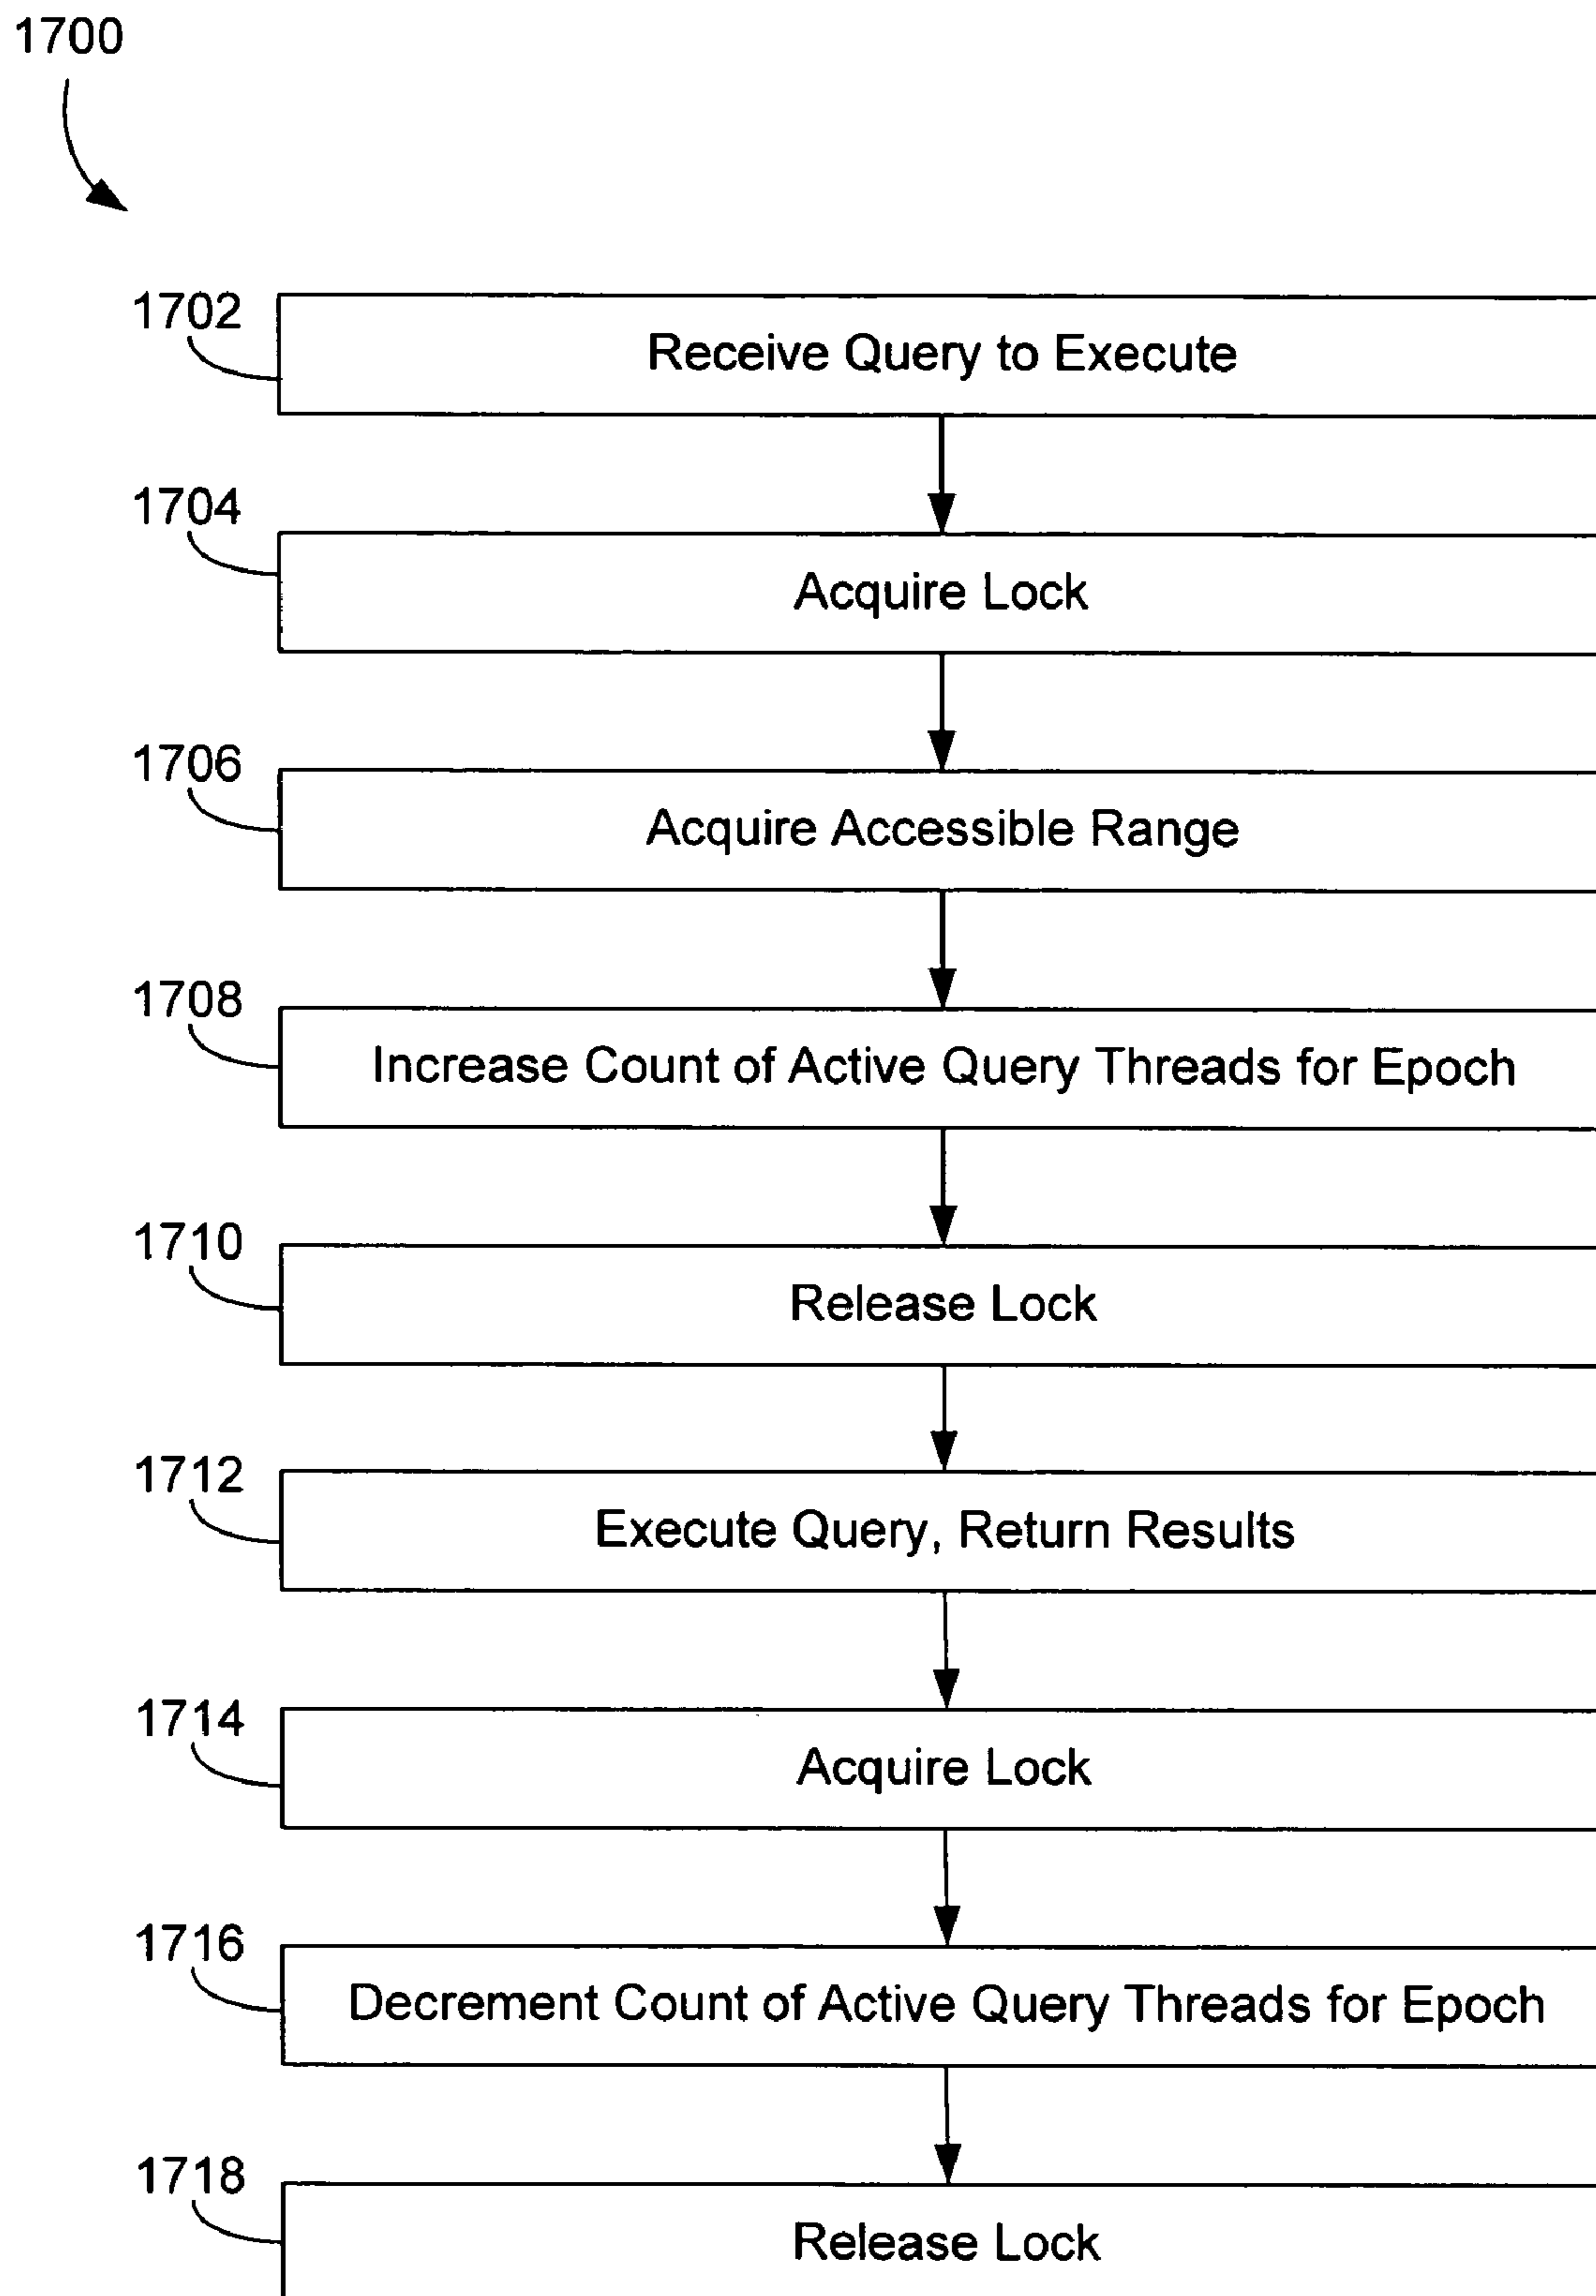 1700
1702
Receive Query to Execute
1704
Acquire Lock
1706
Acquire Accessible Range
1708
Increase Count of Active Query Threads for Epoch
1710
Release Lock
1712
Execute Query, Return Results
1714
Acquire Lock
1716
Decrement Count of Active Query Threads for Epoch
1718
Release Lock